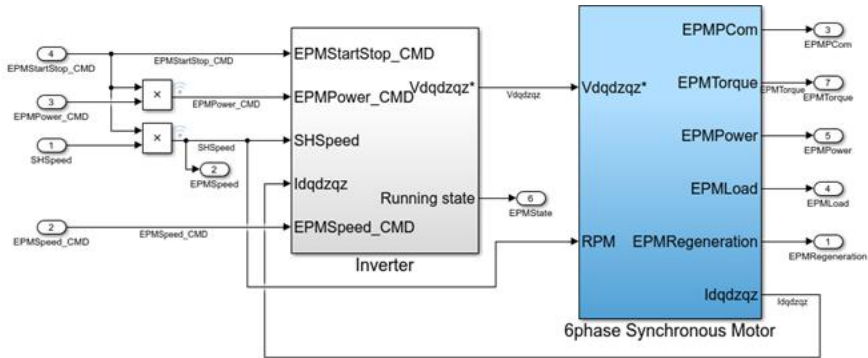 4
EPMStartStop_CMD
EPMStartStop_CMD
EPMStartStop_CMD
3
EPMPower_CMD
×
EPMPower_CMD
EPMPower_CMD
1
SHSpeed
×
SHSpeed
SHSpeed
2
EPMSpeed
Idqdzqz
2
EPMSpeed_CMD
EPMSpeed_CMD
EPMSpeed_CMD
Vdqdzqz*
Running state
Inverter
Vdqdzqz
6
EPMState
Vdqdzqz*
RPM
EPMPCom
3
EPMPCom
EPMTorque
EPMTorque
7
EPMTorque
EPMPower
5
EPMPower
EPMLoad
4
EPMLoad
EPMRegeneration
1
EPMRegeneration
Idqdzqz
Idqdzqz
6phase Synchronous Motor